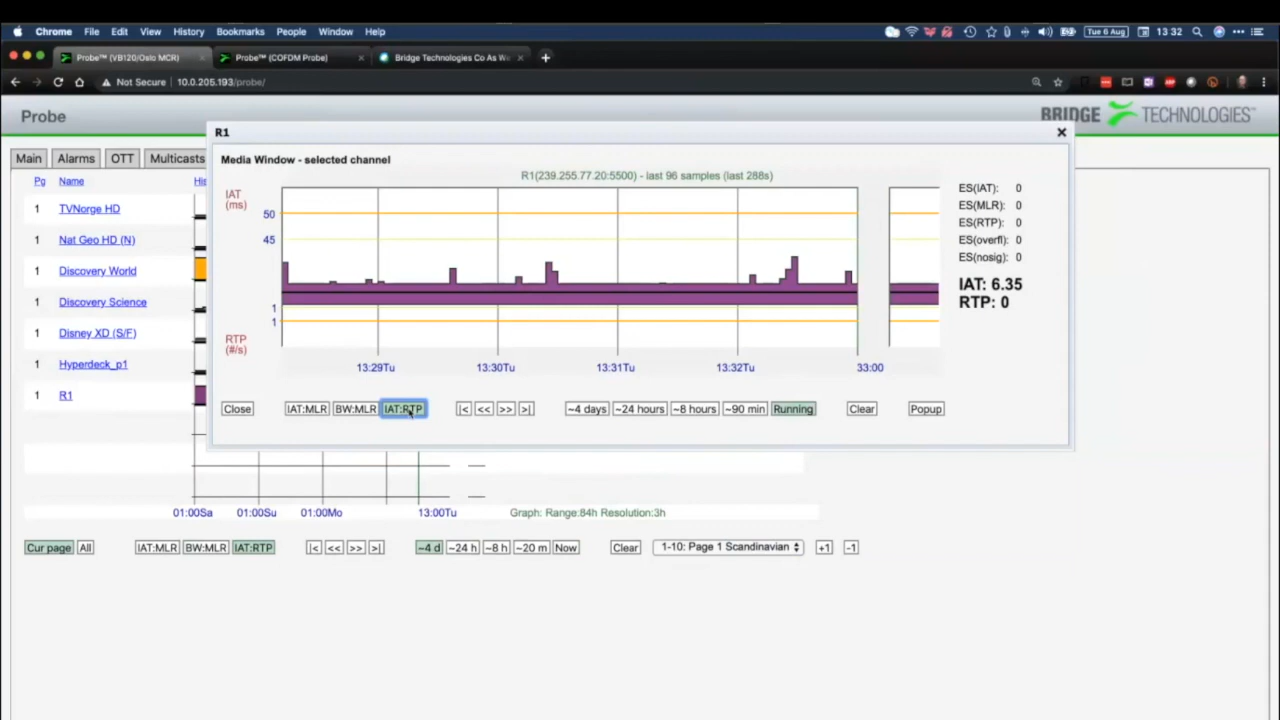 Chrome File Edit View History Bookmarks People Window Help Tue 6 Aug 13 32
Probe™ (VB120/Oslo MCR) Probe™ (COFDM Probe) Bridge Technologies Co As
Not Secure 10.0.205.193/probe/
Probe
BRIDGE TECHNOLOGIES™
R1
Main Alarms OTT Multicasts
Media Window - selected channel
R1(239.255.77.20:5500) - last 96 samples (last 288s)
Pg Name
IAT
(ms)
50
45
1
1
RTP
(#/s)
13:29Tu 13:30Tu 13:31Tu 13:32Tu 33:00
ES(IAT): 0
ES(MLR): 0
ES(RTP): 0
ES(overfl): 0
ES(nosig): 0
IAT: 6.35
RTP: 0
1 TVNorge HD
1 Nat Geo HD (N)
1 Discovery World
1 Discovery Science
1 Disney XD (S/F)
1 Hyperdeck_p1
1 R1
Close IAT:MLR BW:MLR IAT:RTP |< << >> >| ~4 days ~24 hours ~8 hours ~90 min Running Clear Popup
01:00Sa 01:00Su 01:00Mo 13:00Tu Graph: Range:84h Resolution:3h
Cur page All IAT:MLR BW:MLR IAT:RTP |< << >> >| ~4 d ~24 h ~8 h ~20 m Now Clear 1-10: Page 1 Scandinavian +1 -1